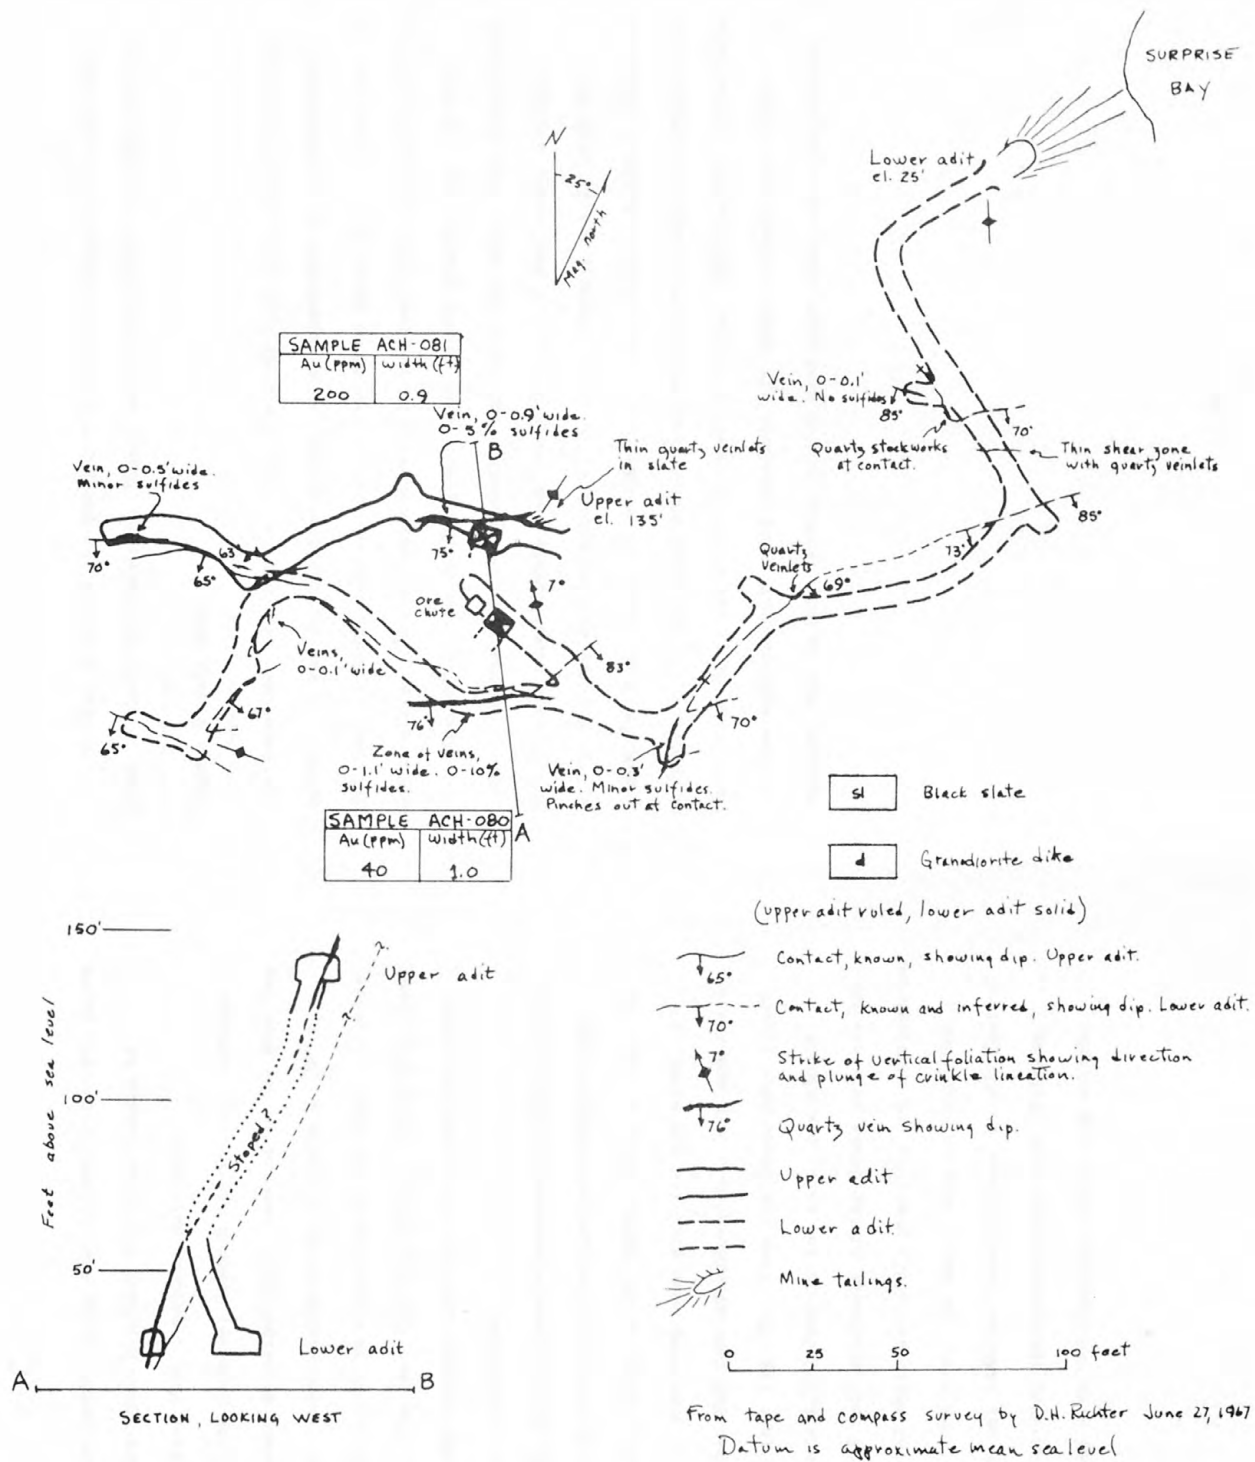 SURPRISE
BAY
N
25°
Mag. north
Lower adit
el. 25'
SAMPLE ACH-081
Au (ppm) width (ft)
200 0.9
Vein, 0-0.9' wide.
0-5% sulfides
B
Thin quartz veinlets
in slate
Upper adit
el. 135'
Vein, 0-0.1'
wide. No sulfides
85°
70°
Quartz stockworks
at contact.
Thin shear zone
with quartz veinlets
85°
Vein, 0-0.5' wide.
Minor sulfides
70°
63°
65°
75°
73°
Quartz
veinlets
69°
7°
Ore
chute
83°
Veins,
0-0.1' wide
67°
65°
76°
70°
Zone of veins,
0-1.1' wide. 0-10%
sulfides.
Vein, 0-0.3'
wide. Minor sulfides.
Pinches out at contact.
A
SAMPLE ACH-080
Au (ppm) width (ft)
40 1.0
sl Black slate
d Granodiorite dike
(upper adit ruled, lower adit solid)
65° Contact, known, showing dip. Upper adit.
70° Contact, known and inferred, showing dip. Lower adit.
7° Strike of vertical foliation showing direction
and plunge of crinkle lineation.
76° Quartz vein showing dip.
Upper adit
Lower adit
Mine tailings.
0 25 50 100 feet
From tape and compass survey by D.H. Richter June 27, 1967
Datum is approximate mean sea level
150'
100'
50'
Feet above sea level
?
?
Upper adit
Stoped ?
Lower adit
A B
SECTION, LOOKING WEST